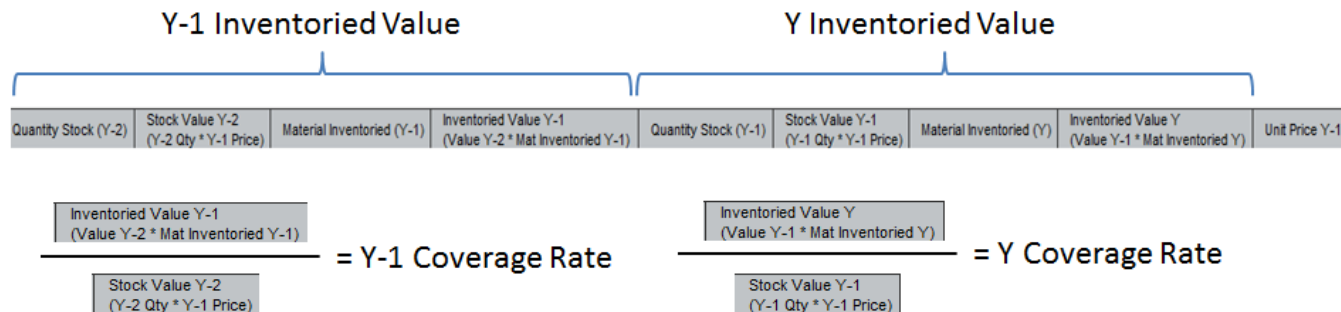 Y-1 Inventoried Value
Y Inventoried Value
Quantity Stock (Y-2)
Stock Value Y-2
(Y-2 Qty * Y-1 Price)
Material Inventoried (Y-1)
Inventoried Value Y-1
(Value Y-2 * Mat Inventoried Y-1)
Quantity Stock (Y-1)
Stock Value Y-1
(Y-1 Qty * Y-1 Price)
Material Inventoried (Y)
Inventoried Value Y
(Value Y-1 * Mat Inventoried Y)
Unit Price Y-1
Inventoried Value Y-1
(Value Y-2 * Mat Inventoried Y-1)
= Y-1 Coverage Rate
Stock Value Y-2
(Y-2 Qty * Y-1 Price)
Inventoried Value Y
(Value Y-1 * Mat Inventoried Y)
= Y Coverage Rate
Stock Value Y-1
(Y-1 Qty * Y-1 Price)